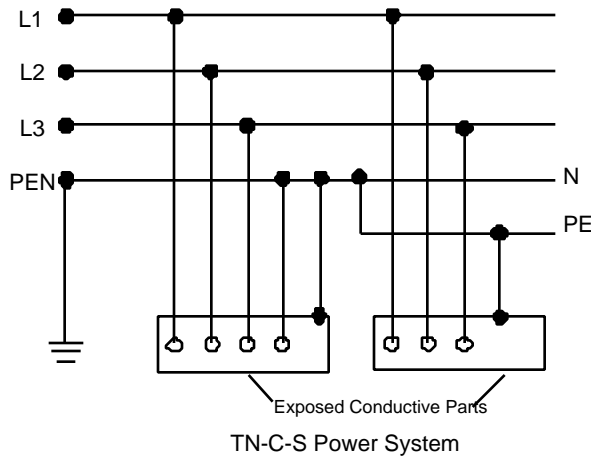 L1
L2
L3
PEN
N
PE
Exposed Conductive Parts
TN-C-S Power System